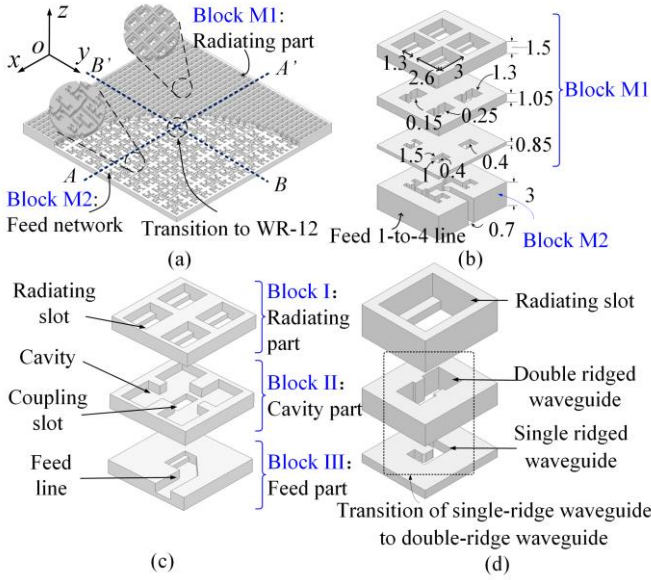 z
o
x
y
B'
A'
A
B
Block M1:
Radiating part
Block M2:
Feed network
Transition to WR-12
(a)
1.3
2.6
3
1.5
1.3
0.15
0.25
1.05
Block M1
0.85
1.5
1
0.4
0.4
3
0.7
Feed 1-to-4 line
Block M2
(b)
Radiating
slot
Cavity
Coupling
slot
Feed
line
Block I:
Radiating
part
Block II:
Cavity part
Block III:
Feed part
(c)
Radiating slot
Double ridged
waveguide
Single ridged
waveguide
Transition of single-ridge waveguide
to double-ridge waveguide
(d)